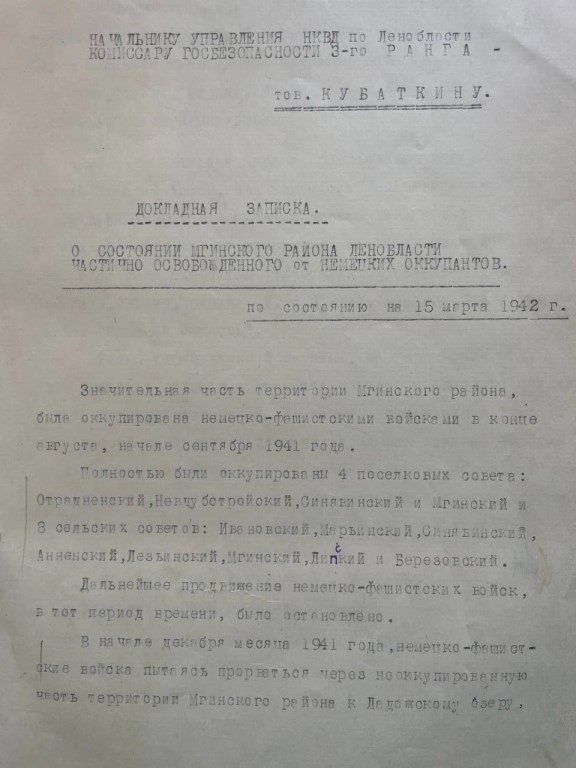 НАЧАЛЬНИКУ УПРАВЛЕНИЯ НКВД по Ленобласти
КОМИССАРУ ГОСБЕЗОПАСНОСТИ 3-го РАНГА -
тов. КУБАТКИНУ.
ДОКЛАДНАЯ ЗАПИСКА.
О СОСТОЯНИИ МГИНСКОГО РАЙОНА ЛЕНОБЛАСТИ
ЧАСТИЧНО ОСВОБОЖДЕННОГО от НЕМЕЦКИХ ОККУПАНТОВ.
по состоянию на 15 марта 1942 г.
Значительная часть территории Мгинского района,
была оккупирована немецко-фашистскими войсками в конце
августа, начале сентября 1941 года.
Полностью были оккупированы 4 поселковых совета:
Отрадненский, Невдубстройский, Синявинский и Мгинский и
8 сельских советов: Ивановский, Марьинский, Синявинский,
Анненский, Лезьинский, Мгинский, Липский и Березовский.
Дальнейшее продвижение немецко-фашистских войск,
в тот период времени, было остановлено.
В начале декабря месяца 1941 года, немецко-фашист-
ские войска пытаясь прорваться через неоккупированную
часть территории Мгинского района к Ладожскому озеру,